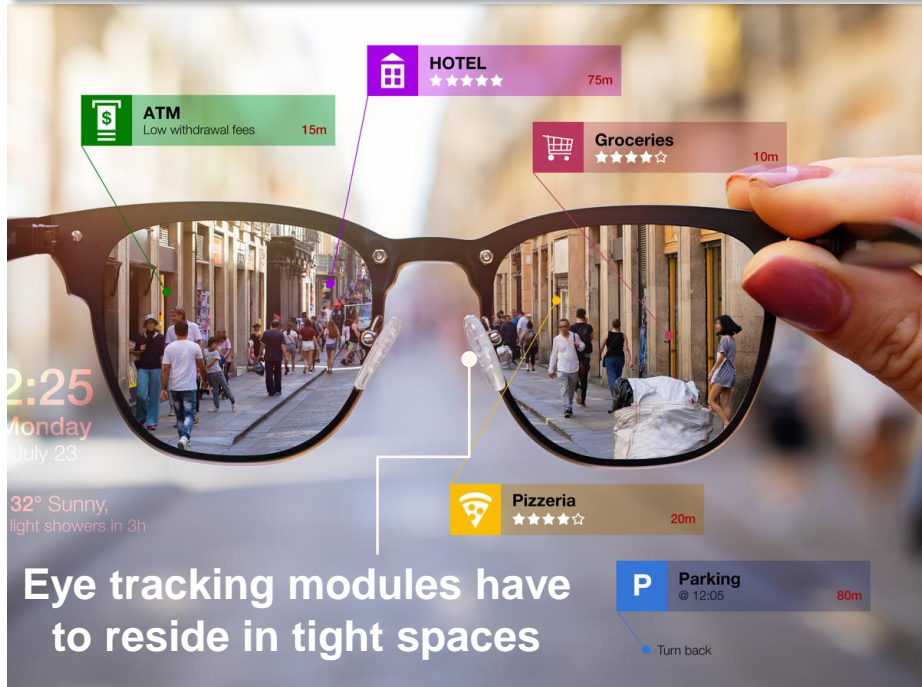 HOTEL
75m
ATM
Low withdrawal fees 15m
$
Groceries
10m
2:25
Monday
July 23
32° Sunny,
light showers in 3h
Pizzeria
20m
Eye tracking modules have
to reside in tight spaces
P
Parking
@ 12:05 80m
Turn back